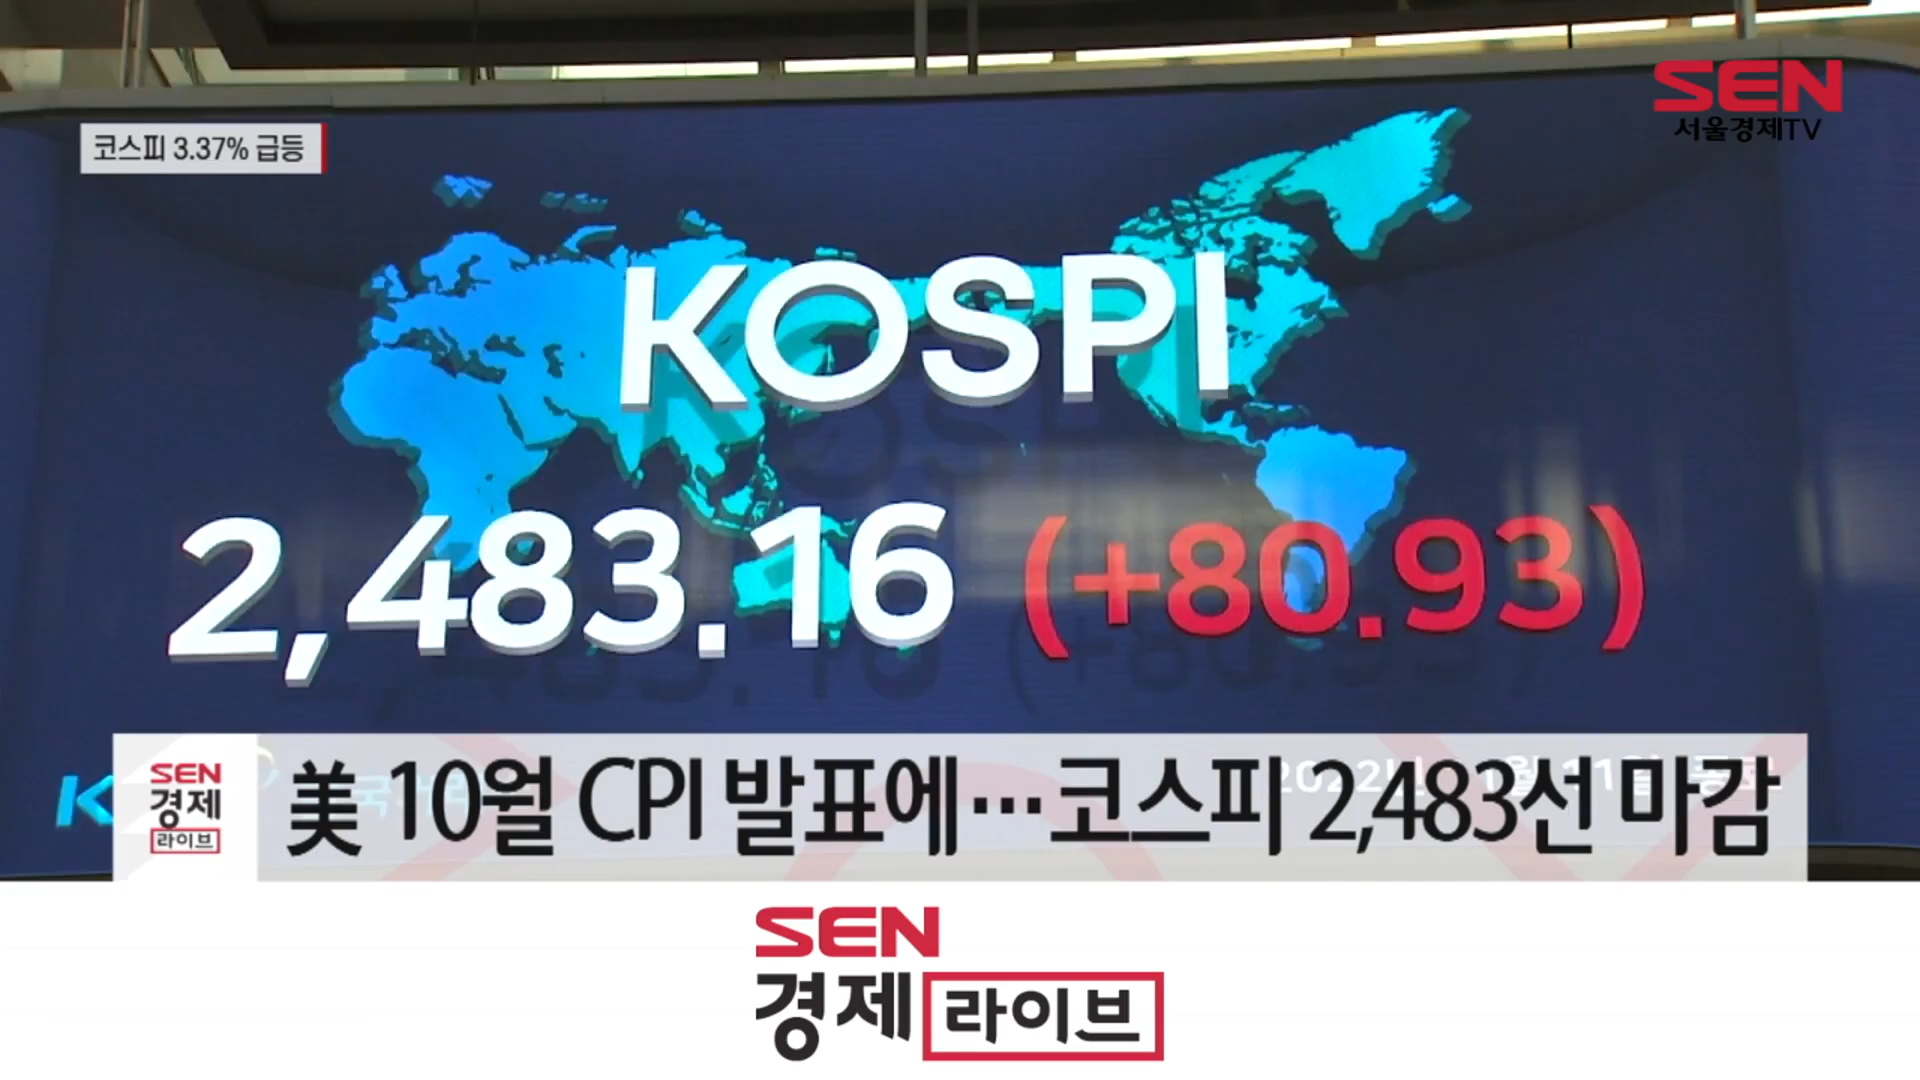 SEN
서울경제TV
코스피 3.37% 급등
KOSPI
2,483.16 (+80.93)
SEN
경제
라이브
美 10월 CPI 발표에…코스피 2,483선 마감
SEN
경제 라이브